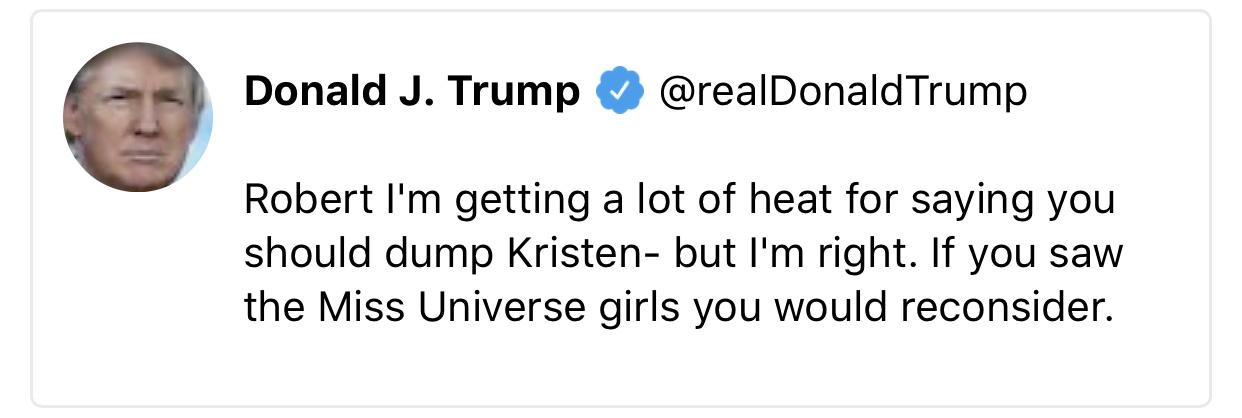 Donald J. Trump @realDonaldTrump
Robert I'm getting a lot of heat for saying you
should dump Kristen- but I'm right. If you saw
the Miss Universe girls you would reconsider.